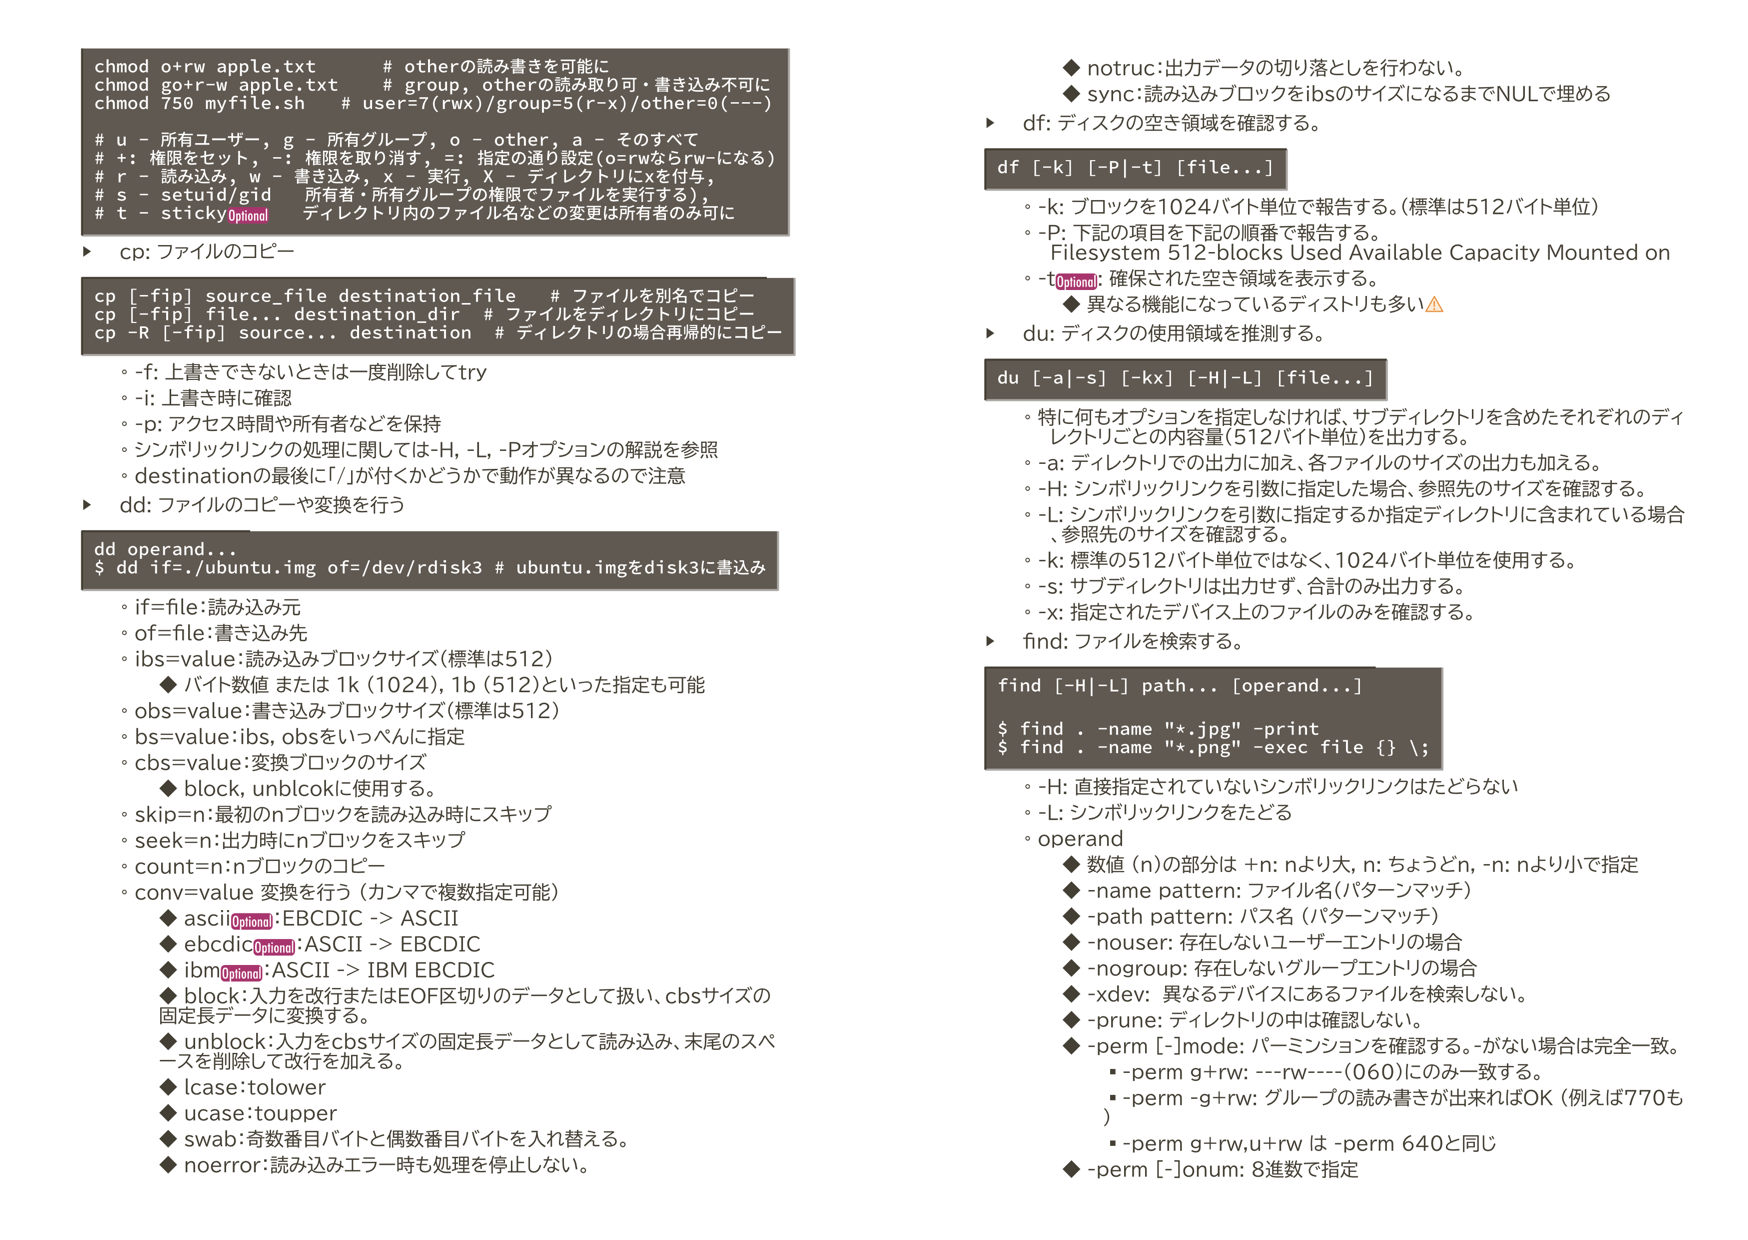 chmod o+rw apple.txt      # otherの読み書きを可能に
chmod go+r-w apple.txt    # group, otherの読み取り可・書き込み不可に
chmod 750 myfile.sh   # user=7(rwx)/group=5(r-x)/other=0(---)
# u - 所有ユーザー, g - 所有グループ, o - other, a - そのすべて
# +: 権限をセット, -: 権限を取り消す, =: 指定の通り設定(o=rwならrw-になる)
# r - 読み込み, w - 書き込み, x - 実行, X - ディレクトリにxを付与,
# s - setuid/gid   所有者・所有グループの権限でファイルを実行する),
# t - stickyOptional   ディレクトリ内のファイル名などの変更は所有者のみ可に
▶ cp: ファイルのコピー
cp [-fip] source_file destination_file   # ファイルを別名でコピー
cp [-fip] file... destination_dir  # ファイルをディレクトリにコピー
cp -R [-fip] source... destination  # ディレクトリの場合再帰的にコピー
◦ -f: 上書きできないときは一度削除してtry
◦ -i: 上書き時に確認
◦ -p: アクセス時間や所有者などを保持
◦ シンボリックリンクの処理に関しては-H, -L, -Pオプションの解説を参照
◦ destinationの最後に「/」が付くかどうかで動作が異なるので注意
▶ dd: ファイルのコピーや変換を行う
dd operand...
$ dd if=./ubuntu.img of=/dev/rdisk3 # ubuntu.imgをdisk3に書込み
◦ if=file：読み込み元
◦ of=file：書き込み先
◦ ibs=value：読み込みブロックサイズ（標準は512）
◆ バイト数値 または 1k (1024), 1b (512)といった指定も可能
◦ obs=value：書き込みブロックサイズ（標準は512）
◦ bs=value：ibs, obsをいっぺんに指定
◦ cbs=value：変換ブロックのサイズ
◆ block, unblcokに使用する。
◦ skip=n：最初のnブロックを読み込み時にスキップ
◦ seek=n：出力時にnブロックをスキップ
◦ count=n：nブロックのコピー
◦ conv=value 変換を行う (カンマで複数指定可能)
◆ asciiOptional：EBCDIC -> ASCII
◆ ebcdicOptional：ASCII -> EBCDIC
◆ ibmOptional：ASCII -> IBM EBCDIC
◆ block：入力を改行またはEOF区切りのデータとして扱い、cbsサイズの
固定長データに変換する。
◆ unblock：入力をcbsサイズの固定長データとして読み込み、末尾のスペ
ースを削除して改行を加える。
◆ lcase：tolower
◆ ucase：toupper
◆ swab：奇数番目バイトと偶数番目バイトを入れ替える。
◆ noerror：読み込みエラー時も処理を停止しない。
◆ notruc：出力データの切り落としを行わない。
◆ sync：読み込みブロックをibsのサイズになるまでNULで埋める
▶ df: ディスクの空き領域を確認する。
df [-k] [-P|-t] [file...]
◦ -k: ブロックを1024バイト単位で報告する。（標準は512バイト単位）
◦ -P: 下記の項目を下記の順番で報告する。
Filesystem 512-blocks Used Available Capacity Mounted on
◦ -tOptional: 確保された空き領域を表示する。
◆ 異なる機能になっているディストリも多い⚠
▶ du: ディスクの使用領域を推測する。
du [-a|-s] [-kx] [-H|-L] [file...]
◦ 特に何もオプションを指定しなければ、サブディレクトリを含めたそれぞれのディ
レクトリごとの内容量（512バイト単位）を出力する。
◦ -a: ディレクトリでの出力に加え、各ファイルのサイズの出力も加える。
◦ -H: シンボリックリンクを引数に指定した場合、参照先のサイズを確認する。
◦ -L: シンボリックリンクを引数に指定するか指定ディレクトリに含まれている場合
、参照先のサイズを確認する。
◦ -k: 標準の512バイト単位ではなく、1024バイト単位を使用する。
◦ -s: サブディレクトリは出力せず、合計のみ出力する。
◦ -x: 指定されたデバイス上のファイルのみを確認する。
▶ find: ファイルを検索する。
find [-H|-L] path... [operand...]
$ find . -name "*.jpg" -print
$ find . -name "*.png" -exec file {} \;
◦ -H: 直接指定されていないシンボリックリンクはたどらない
◦ -L: シンボリックリンクをたどる
◦ operand
◆ 数値 (n)の部分は +n: nより大, n: ちょうどn, -n: nより小で指定
◆ -name pattern: ファイル名（パターンマッチ）
◆ -path pattern: パス名 (パターンマッチ)
◆ -nouser: 存在しないユーザーエントリの場合
◆ -nogroup: 存在しないグループエントリの場合
◆ -xdev:  異なるデバイスにあるファイルを検索しない。
◆ -prune: ディレクトリの中は確認しない。
◆ -perm [-]mode: パーミンションを確認する。-がない場合は完全一致。
▪ -perm g+rw: ---rw----(060)にのみ一致する。
▪ -perm -g+rw: グループの読み書きが出来ればOK (例えば770も
)
▪ -perm g+rw,u+rw は -perm 640と同じ
◆ -perm [-]onum: 8進数で指定